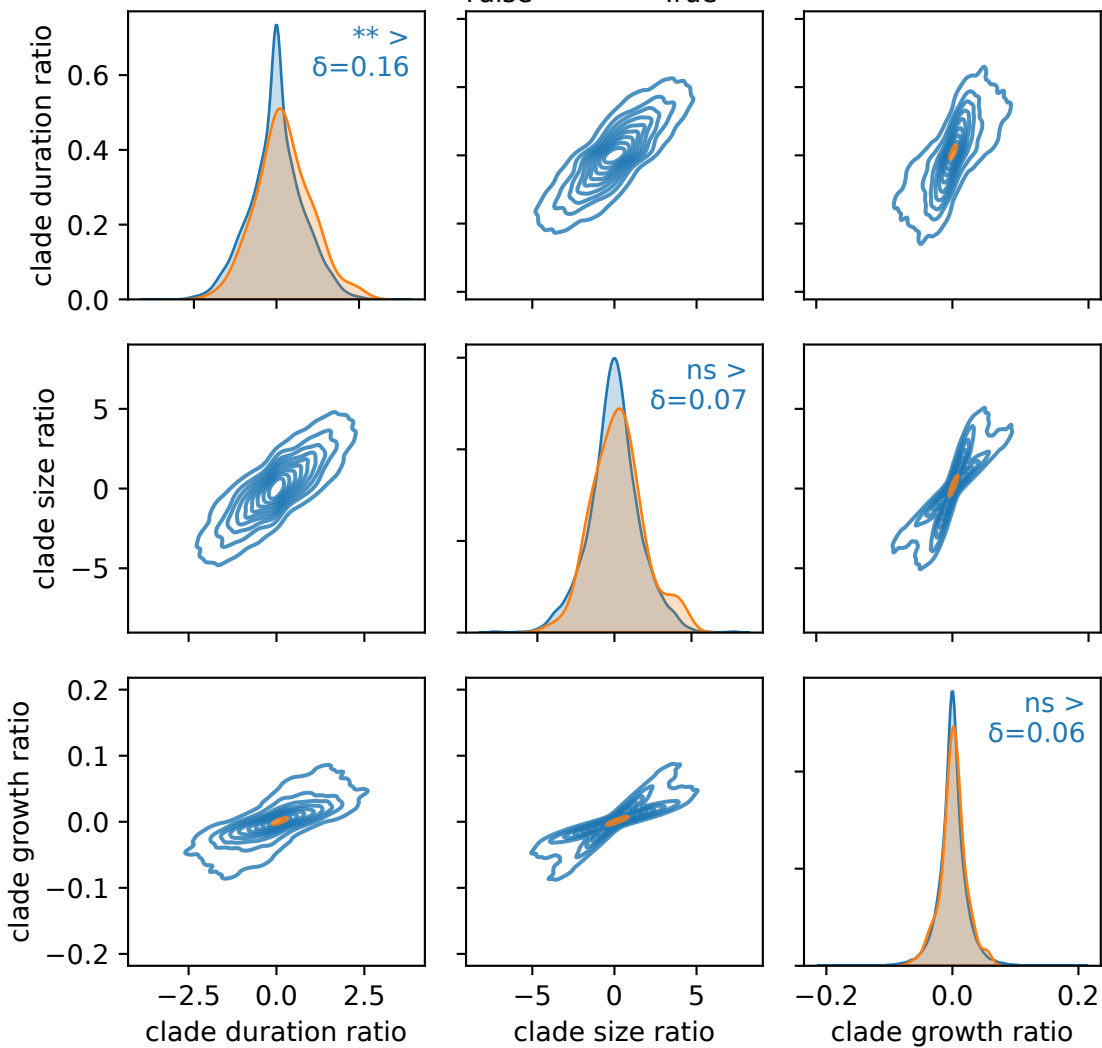 False True
clade duration ratio
0.6
0.4
0.2
0.0
** >
δ=0.16
clade size ratio
5
0
−5
ns >
δ=0.07
clade growth ratio
0.2
0.1
0.0
−0.1
−0.2
ns >
δ=0.06
−2.5 0.0 2.5
−5 0 5
−0.2 0.0 0.2
clade duration ratio
clade size ratio
clade growth ratio